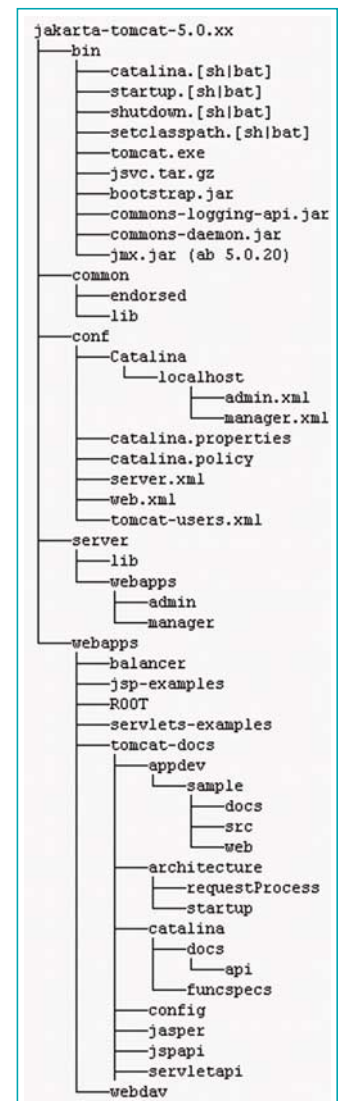 jakarta-tomcat-5.0.xx
bin
catalina.[sh|bat]
startup.[sh|bat]
shutdown.[sh|bat]
setclasspath.[sh|bat]
tomcat.exe
jsvc.tar.gz
bootstrap.jar
commons-logging-api.jar
commons-daemon.jar
jmx.jar (ab 5.0.20)
common
endorsed
lib
conf
Catalina
localhost
admin.xml
manager.xml
catalina.properties
catalina.policy
server.xml
web.xml
tomcat-users.xml
server
lib
webapps
admin
manager
webapps
balancer
jsp-examples
ROOT
servlets-examples
tomcat-docs
appdev
sample
docs
src
web
architecture
requestProcess
startup
catalina
docs
api
funcspecs
config
jasper
jspapi
servletapi
webdav